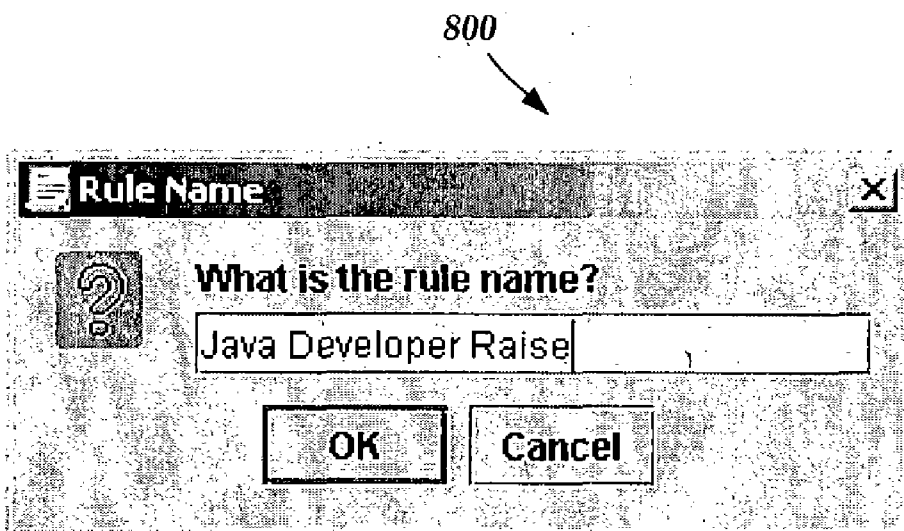 800
Rule Name
What is the rule name?
Java Developer Raise
OK Cancel